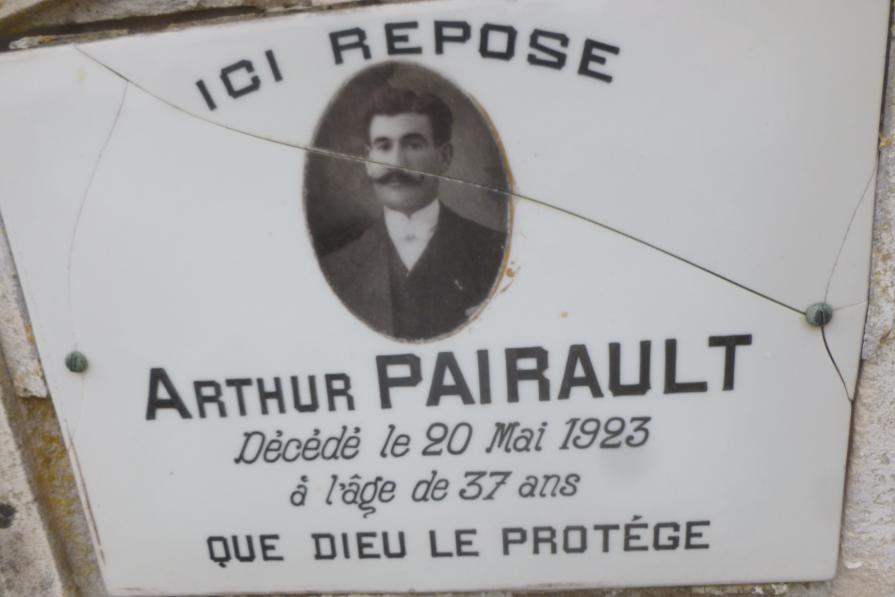 ICI REPOSE
ARTHUR PAIRAULT
Décédé le 20 Mai 1923
à l'âge de 37 ans
QUE DIEU LE PROTÉGE